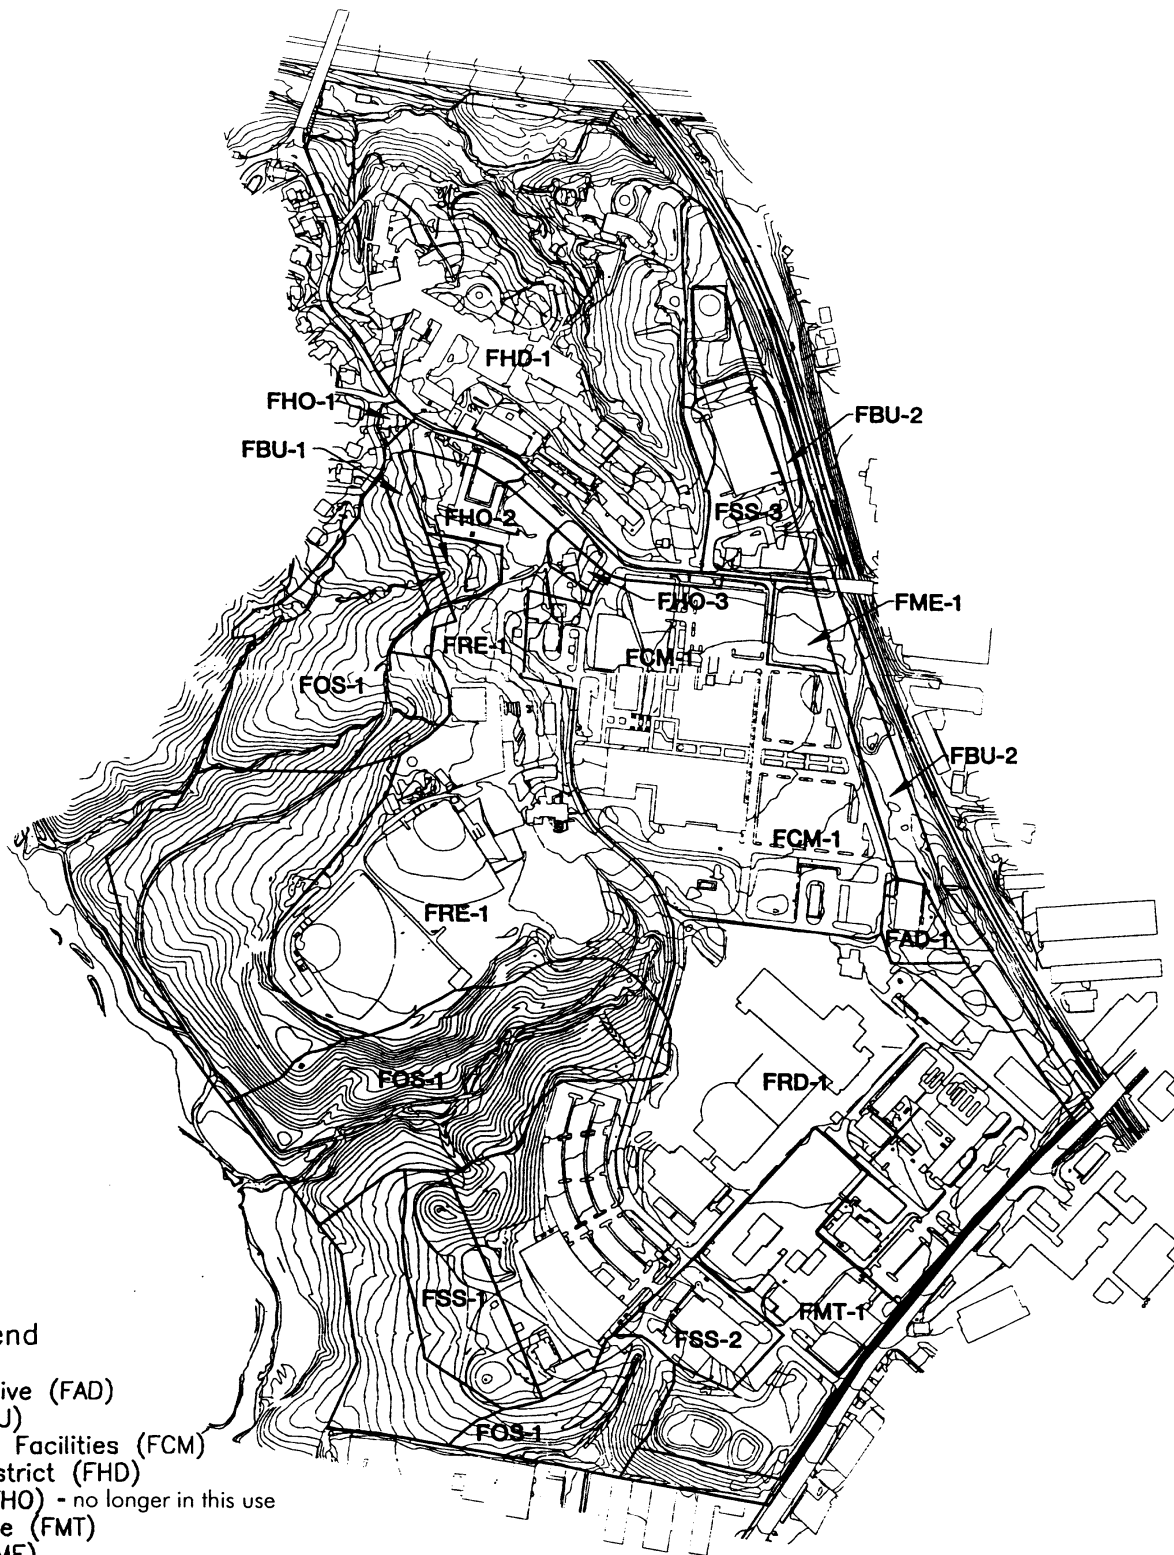 FHD-1
FHO-1
FBU-2
FBU-1
FHO-2
FSS-3
FHO-3
FME-1
FRE-1
FCM-1
FOS-1
FBU-2
FCM-1
FRE-1
FAD-1
FOS-1
FRD-1
FSS-1
FMT-1
FSS-2
FOS-1
end
ive (FAD)
J)
Facilities (FCM)
strict (FHD)
HO) - no longer in this use
e (FMT)